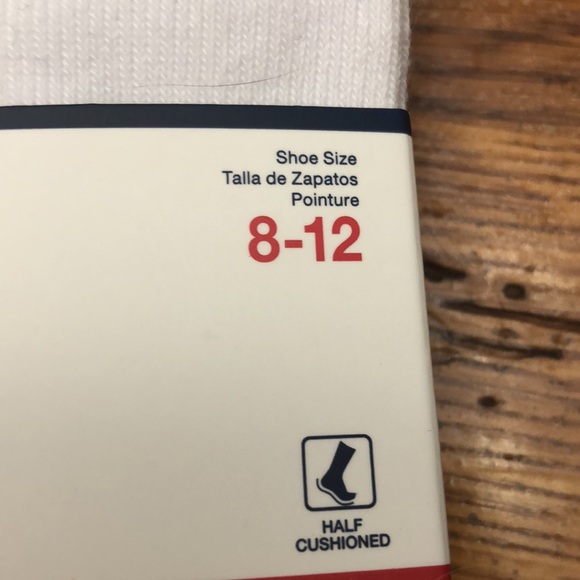 Shoe Size
Talla de Zapatos
Pointure
8-12
HALF
CUSHIONED